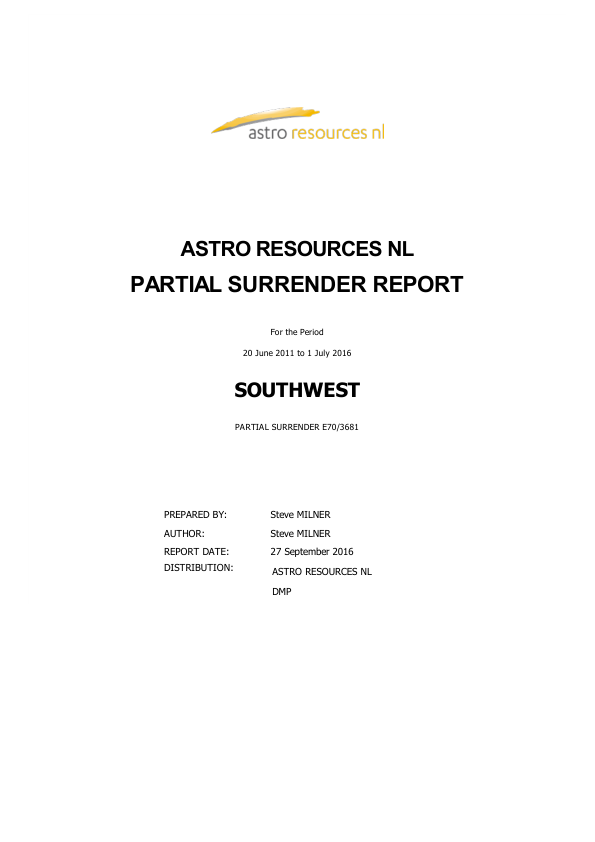 astro resources nl
ASTRO RESOURCES NL
PARTIAL SURRENDER REPORT
For the Period
20 June 2011 to 1 July 2016
SOUTHWEST
PARTIAL SURRENDER E70/3681
PREPARED BY: Steve MILNER
AUTHOR: Steve MILNER
REPORT DATE: 27 September 2016
DISTRIBUTION: ASTRO RESOURCES NL
DMP